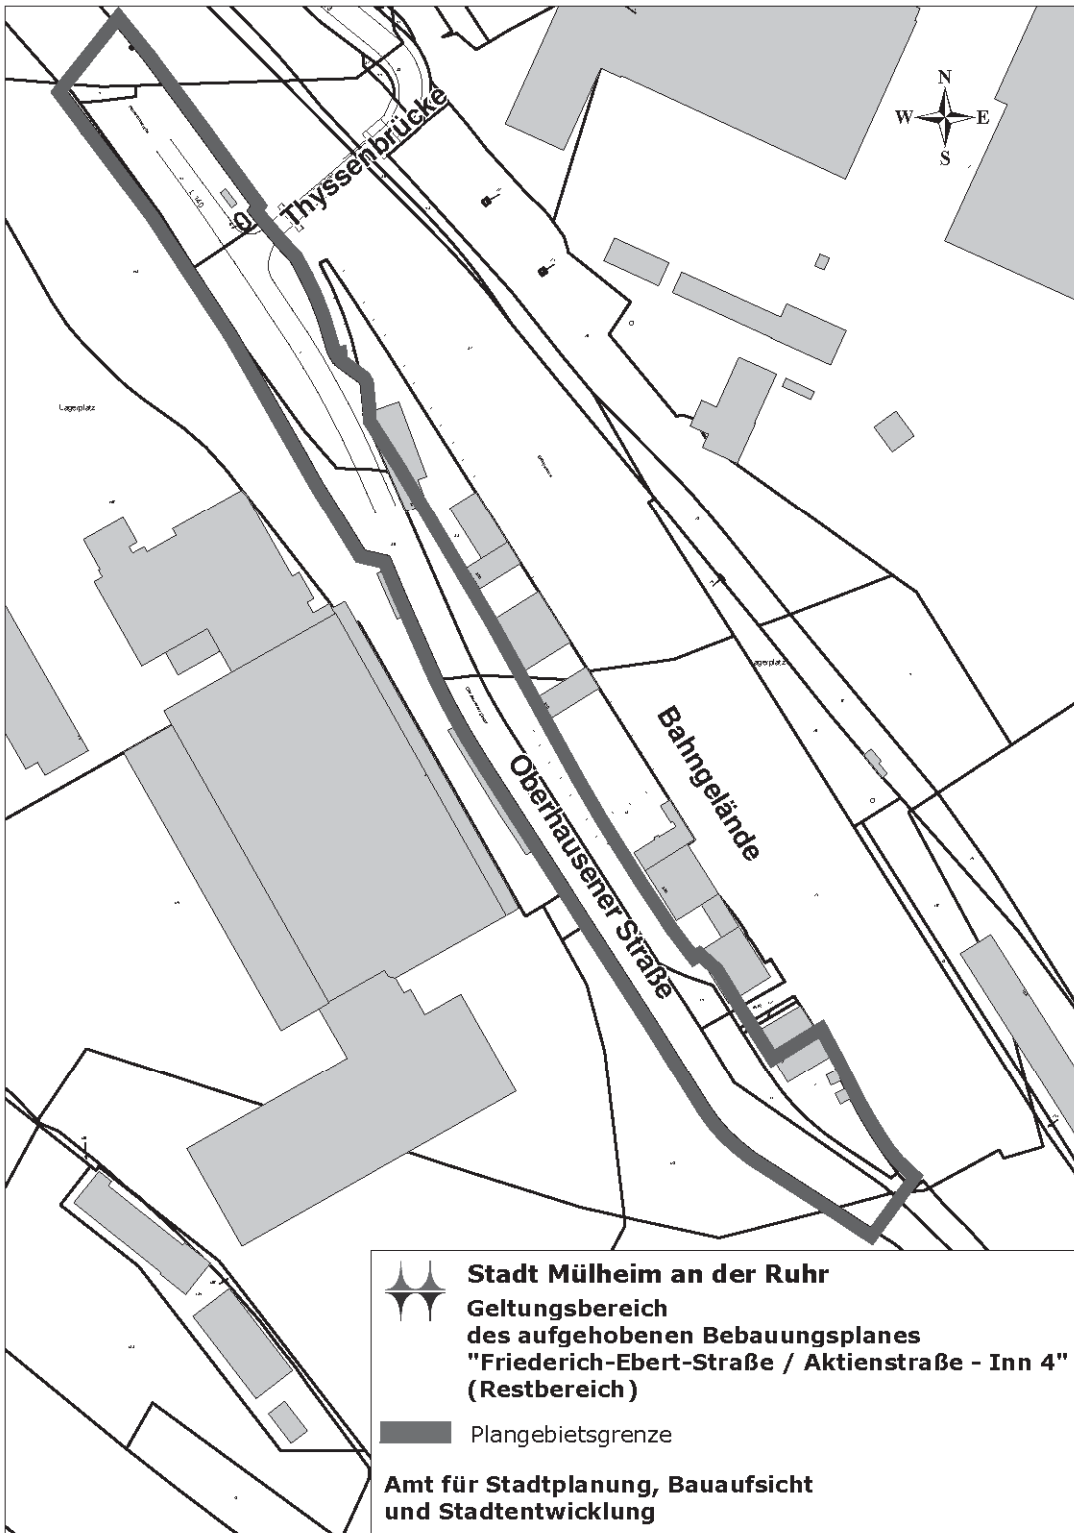 N
W E
S
Thyssenbrücke
L 140
Lagerplatz
Lagerplatz
Bahngelände
Oberhausener Straße
Stadt Mülheim an der Ruhr
Geltungsbereich
des aufgehobenen Bebauungsplanes
"Friederich-Ebert-Straße / Aktienstraße - Inn 4"
(Restbereich)
Plangebietsgrenze
Amt für Stadtplanung, Bauaufsicht
und Stadtentwicklung